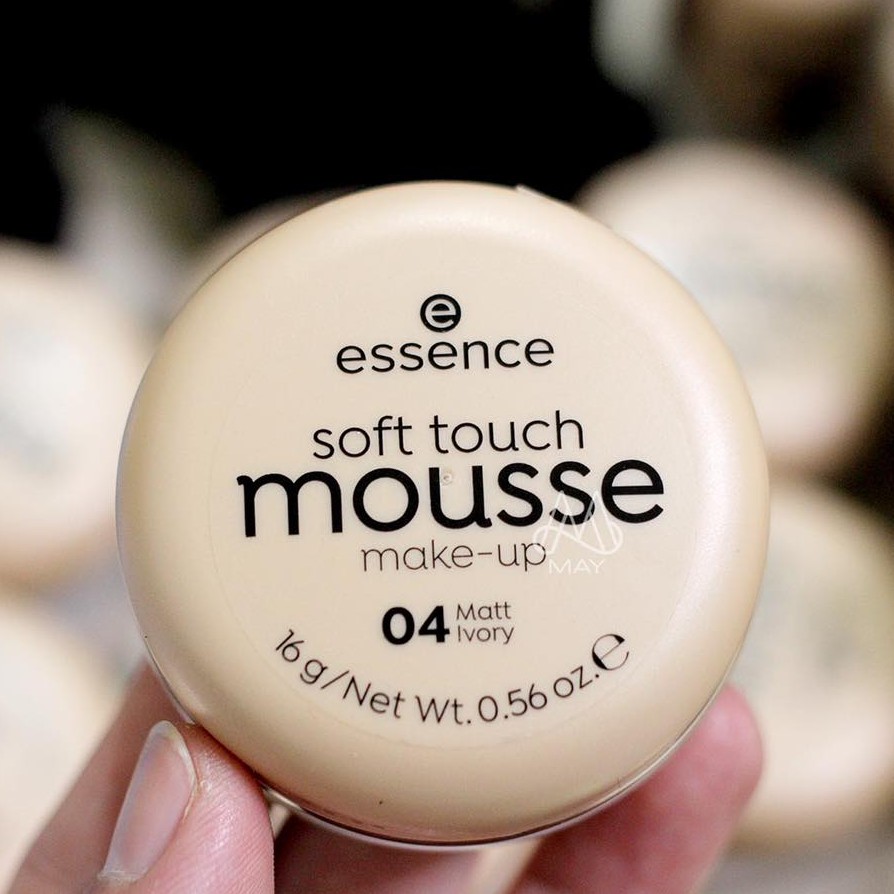 e
essence
soft touch
mousse
make-up
MAY
04 Matt
Ivory
16 g/Net Wt. 0.56 oz. e